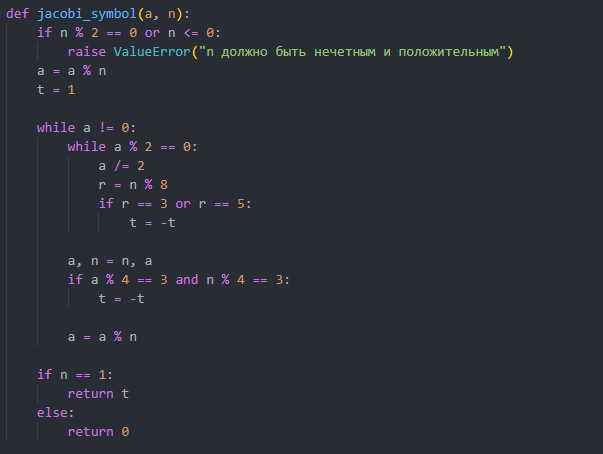 def jacobi_symbol(a, n):
    if n % 2 == 0 or n <= 0:
        raise ValueError("n должно быть нечетным и положительным")
    a = a % n
    t = 1

    while a != 0:
        while a % 2 == 0:
            a /= 2
            r = n % 8
            if r == 3 or r == 5:
                t = -t

        a, n = n, a
        if a % 4 == 3 and n % 4 == 3:
            t = -t

        a = a % n

    if n == 1:
        return t
    else:
        return 0